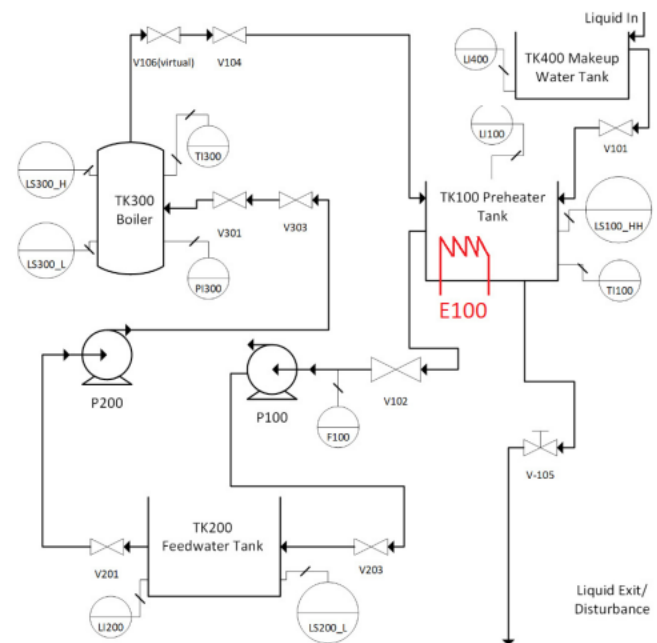 Liquid In
LI400
TK400 Makeup
Water Tank
V106(virtual)
V104
LI100
V101
TI300
LS300_H
TK300
Boiler
TK100 Preheater
Tank
LS100_HH
V301
V303
LS300_L
PI300
TI100
E100
P200
P100
V102
F100
V-105
TK200
Feedwater Tank
V201
V203
LI200
LS200_L
Liquid Exit/
Disturbance